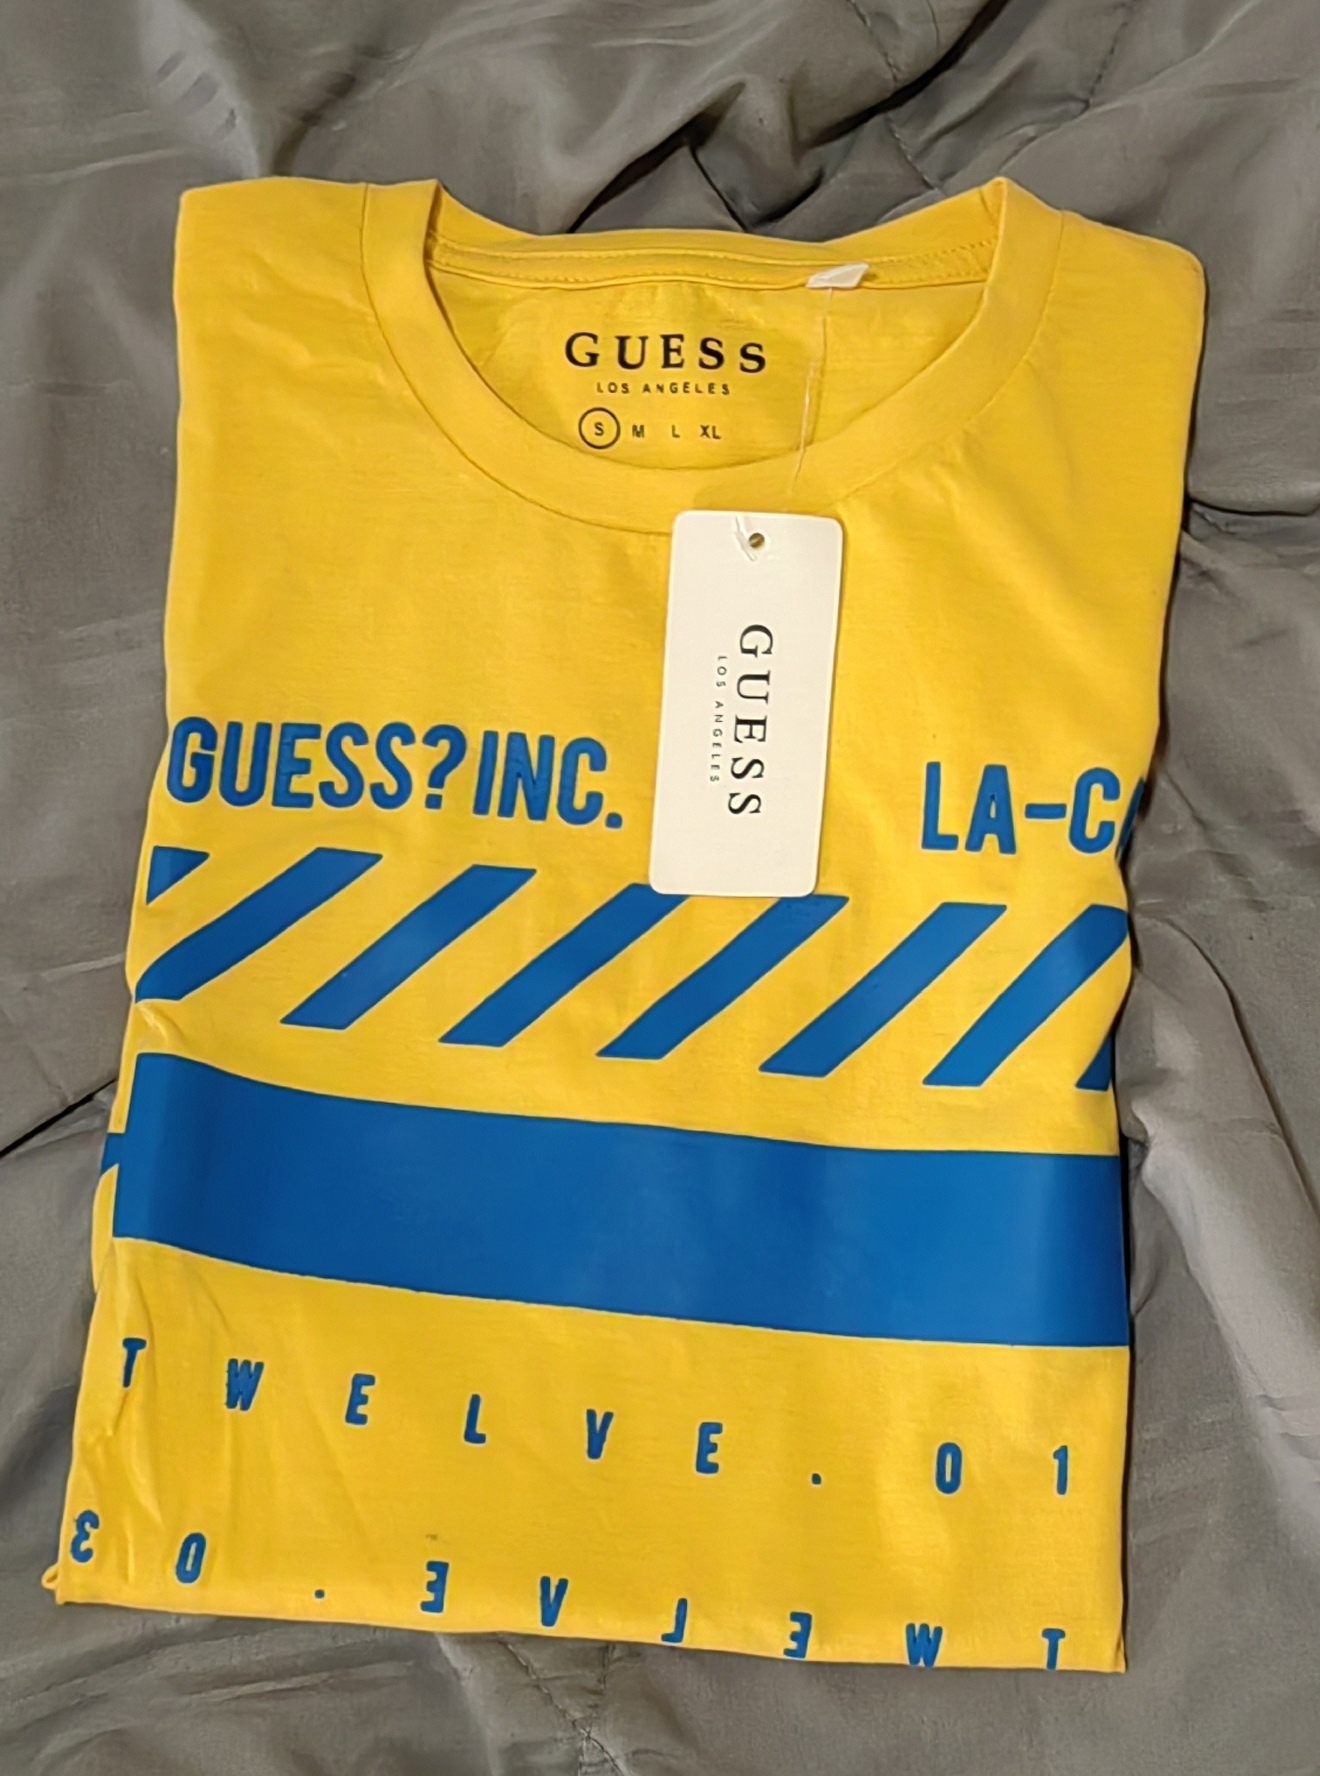 GUESS
LOS ANGELES
S M L XL
GUESS
LOS ANGELES
GUESS? INC.
LA-CA
TWELVE.01
TWELVE.03